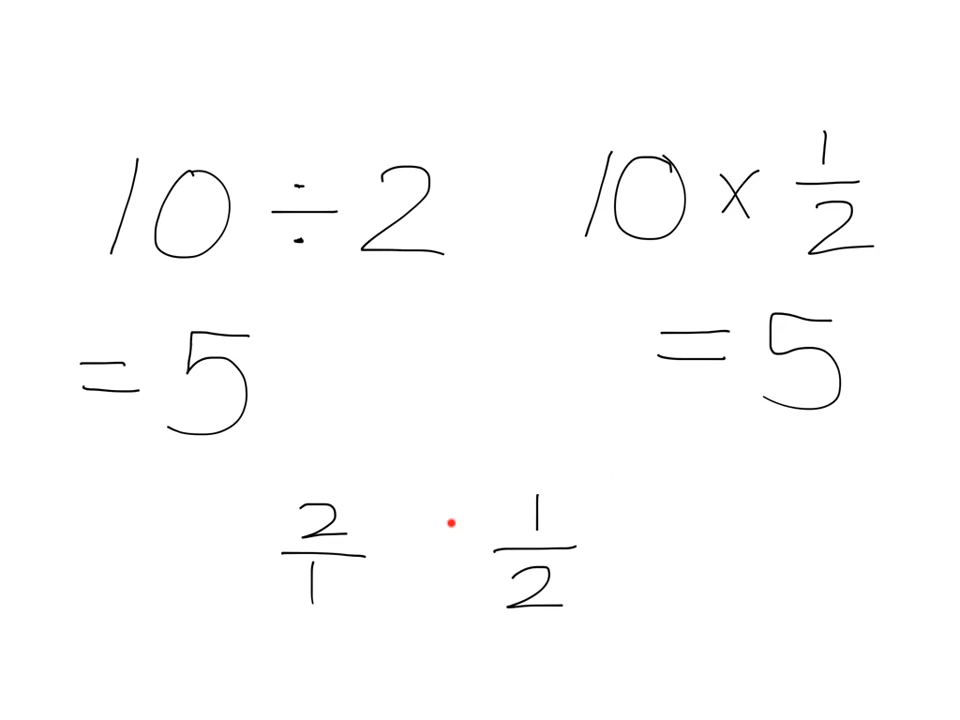 10 ÷ 2
= 5
10 × 1/2
= 5
2/1 1/2